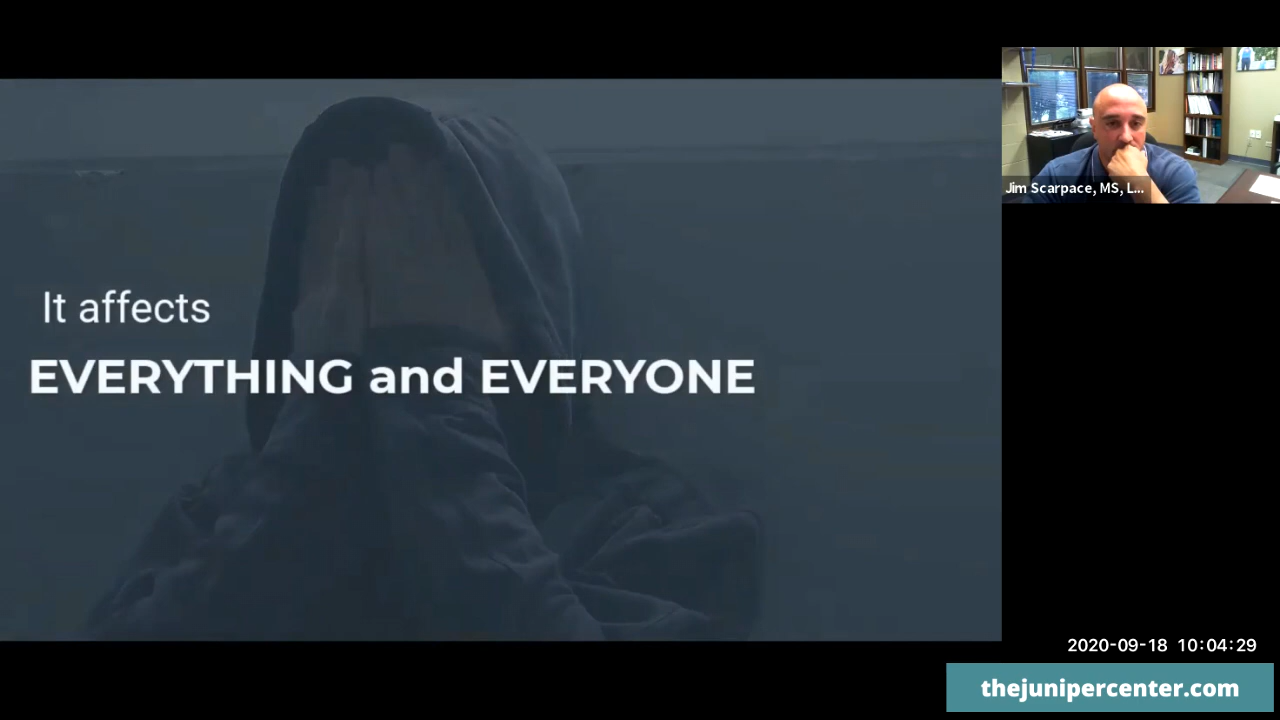 It affects
EVERYTHING and EVERYONE
Jim Scarpace, MS, L...
2020-09-18 10:04:29
thejunipercenter.com